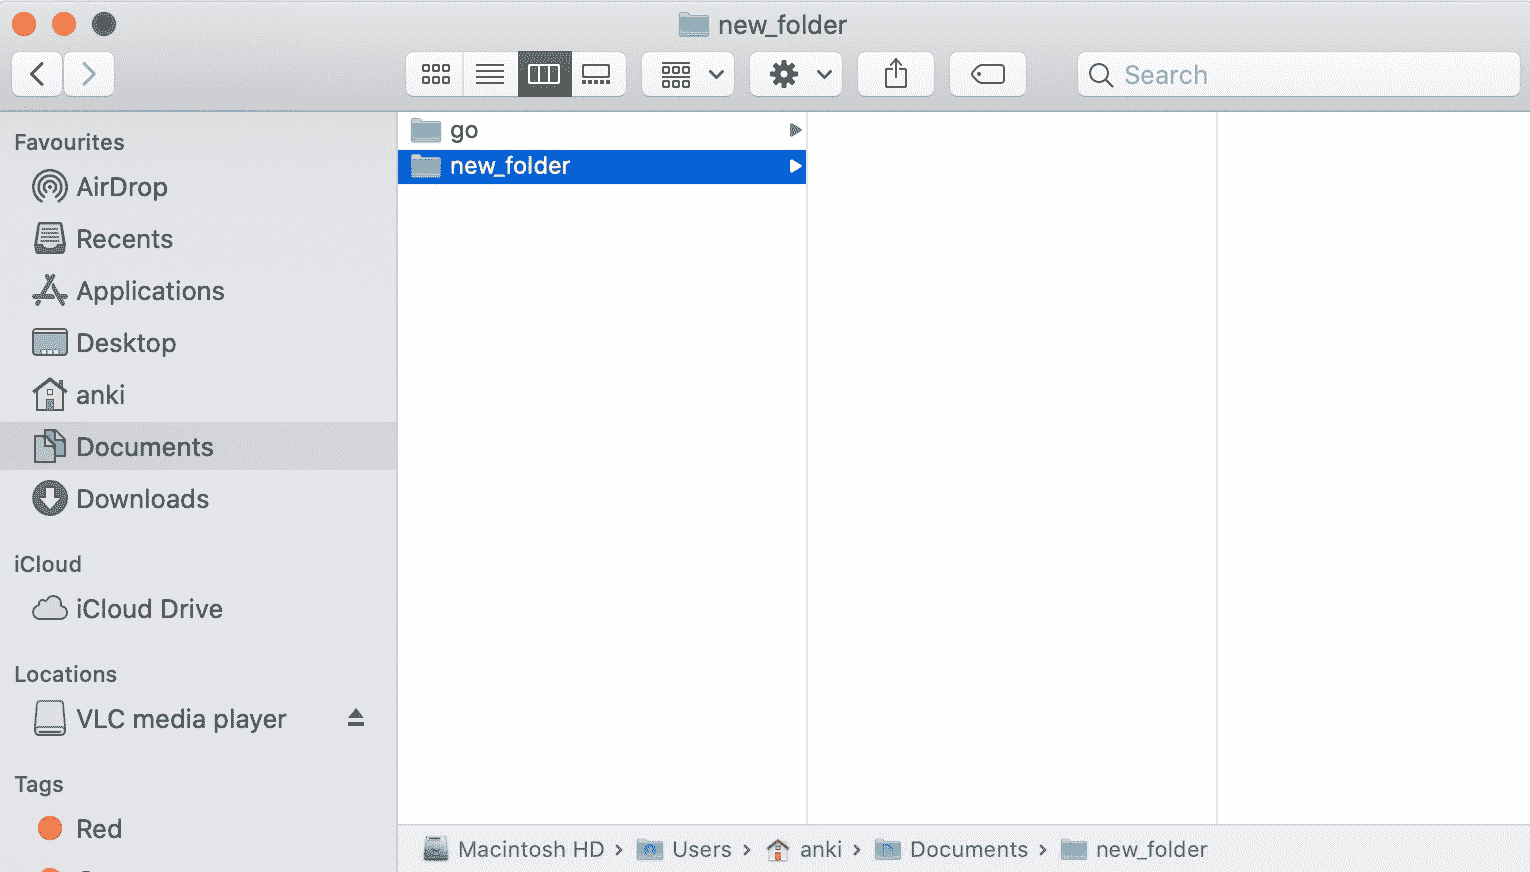 new_folder
Search
Favourites
AirDrop
Recents
Applications
Desktop
anki
Documents
Downloads
iCloud
iCloud Drive
Locations
VLC media player
Tags
Red
go
new_folder
Macintosh HD › Users › anki › Documents › new_folder